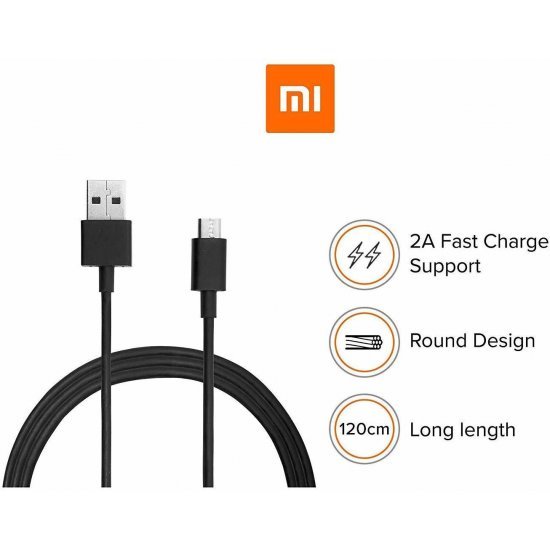 mi
2A Fast Charge
Support
Round Design
120cm
Long length